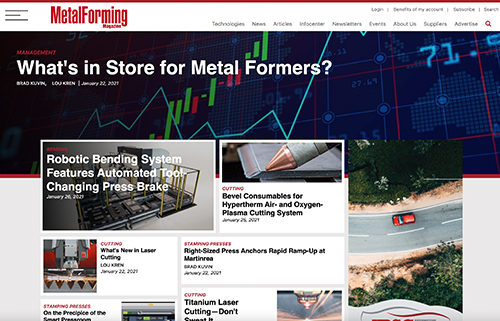 Login | Benefits of my account | Subscribe | Search
MetalForming
Magazine
Technologies News Articles Infocenter Newsletters Events About Us Suppliers Advertise
MANAGEMENT
What's in Store for Metal Formers?
BRAD KUVIN, LOU KREN | January 22, 2021
71.59
BENDING
Robotic Bending System
Features Automated Tool-
Changing Press Brake
January 26, 2021
CUTTING
Bevel Consumables for
Hypertherm Air- and Oxygen-
Plasma Cutting System
January 25, 2021
CUTTING
What's New in Laser
Cutting
LOU KREN
January 22, 2021
STAMPING PRESSES
Right-Sized Press Anchors Rapid Ramp-Up at
Martinrea
BRAD KUVIN
January 22, 2021
STAMPING PRESSES
On the Precipice of the
Smart Pressroom
CUTTING
Titanium Laser
Cutting—Don't
Sweat It